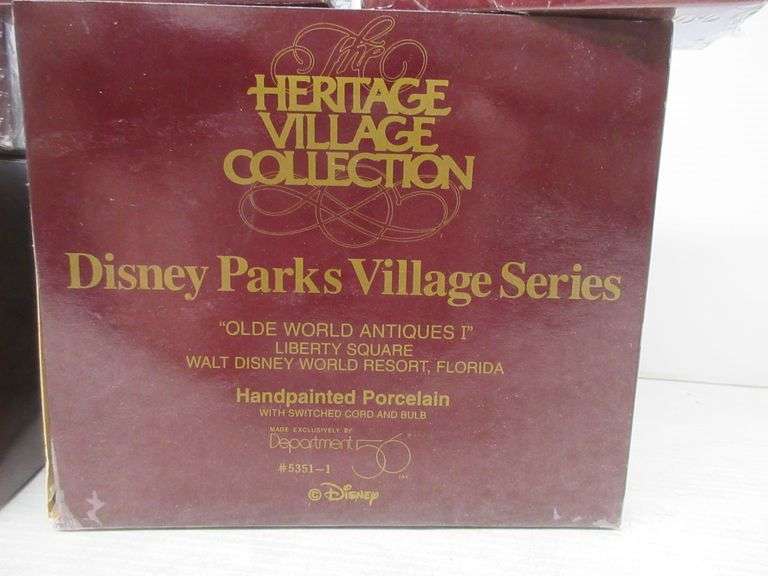 The
HERITAGE
VILLAGE
COLLECTION
Disney Parks Village Series
"OLDE WORLD ANTIQUES I"
LIBERTY SQUARE
WALT DISNEY WORLD RESORT, FLORIDA
Handpainted Porcelain
WITH SWITCHED CORD AND BULB
MADE EXCLUSIVELY BY
Department 56®
INC.
#5351-1
© Disney